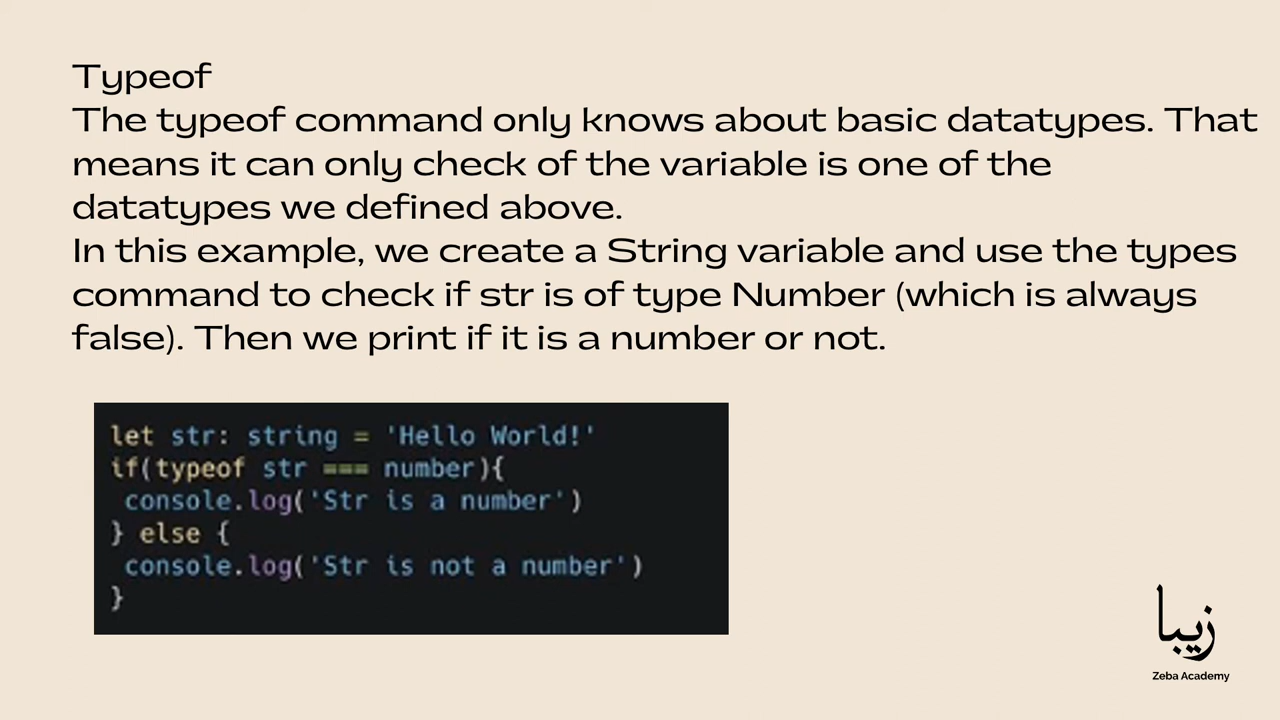 Typeof
The typeof command only knows about basic datatypes. That
means it can only check of the variable is one of the
datatypes we defined above.
In this example, we create a String variable and use the types
command to check if str is of type Number (which is always
false). Then we print if it is a number or not.
let str: string = 'Hello World!'
if(typeof str === number){
 console.log('Str is a number')
} else {
 console.log('Str is not a number')
}
زيبا
Zeba Academy